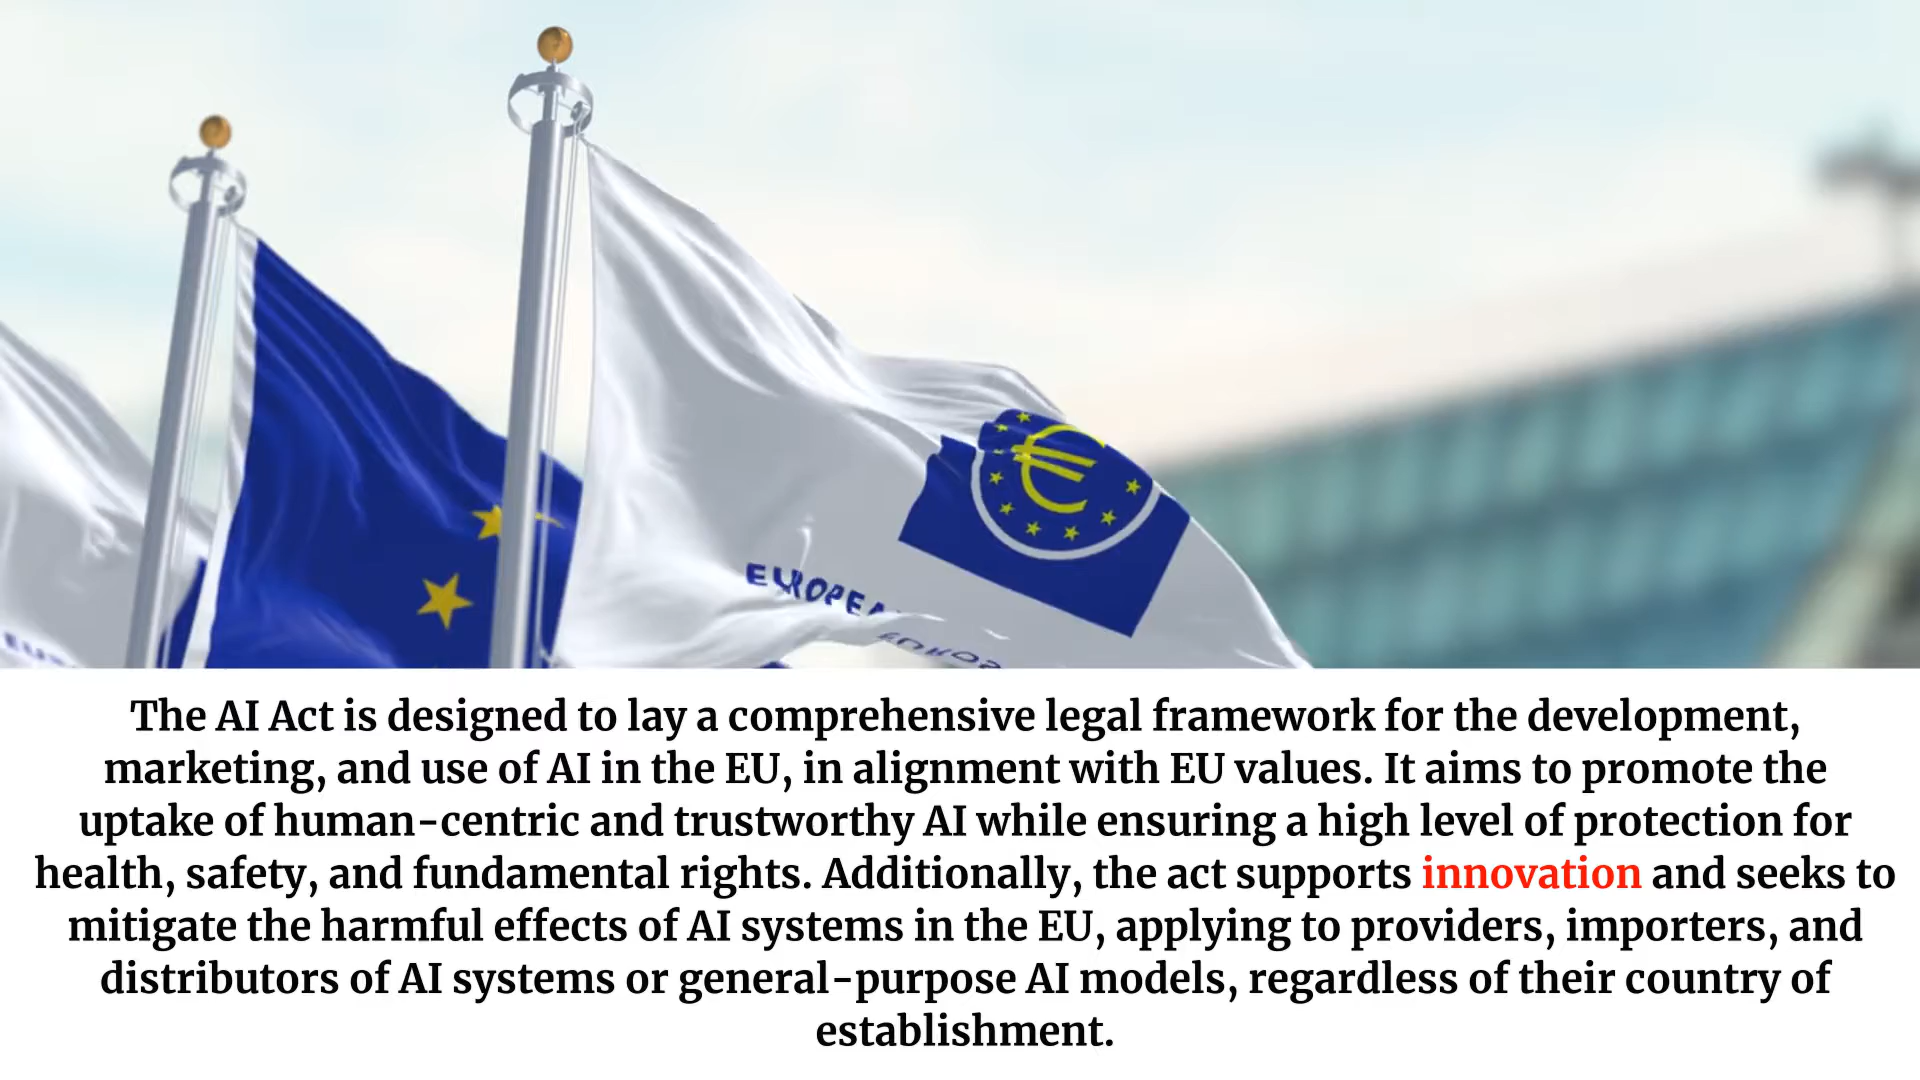 EUROPEA
The AI Act is designed to lay a comprehensive legal framework for the development,
marketing, and use of AI in the EU, in alignment with EU values. It aims to promote the
uptake of human-centric and trustworthy AI while ensuring a high level of protection for
health, safety, and fundamental rights. Additionally, the act supports innovation and seeks to
mitigate the harmful effects of AI systems in the EU, applying to providers, importers, and
distributors of AI systems or general-purpose AI models, regardless of their country of
establishment.